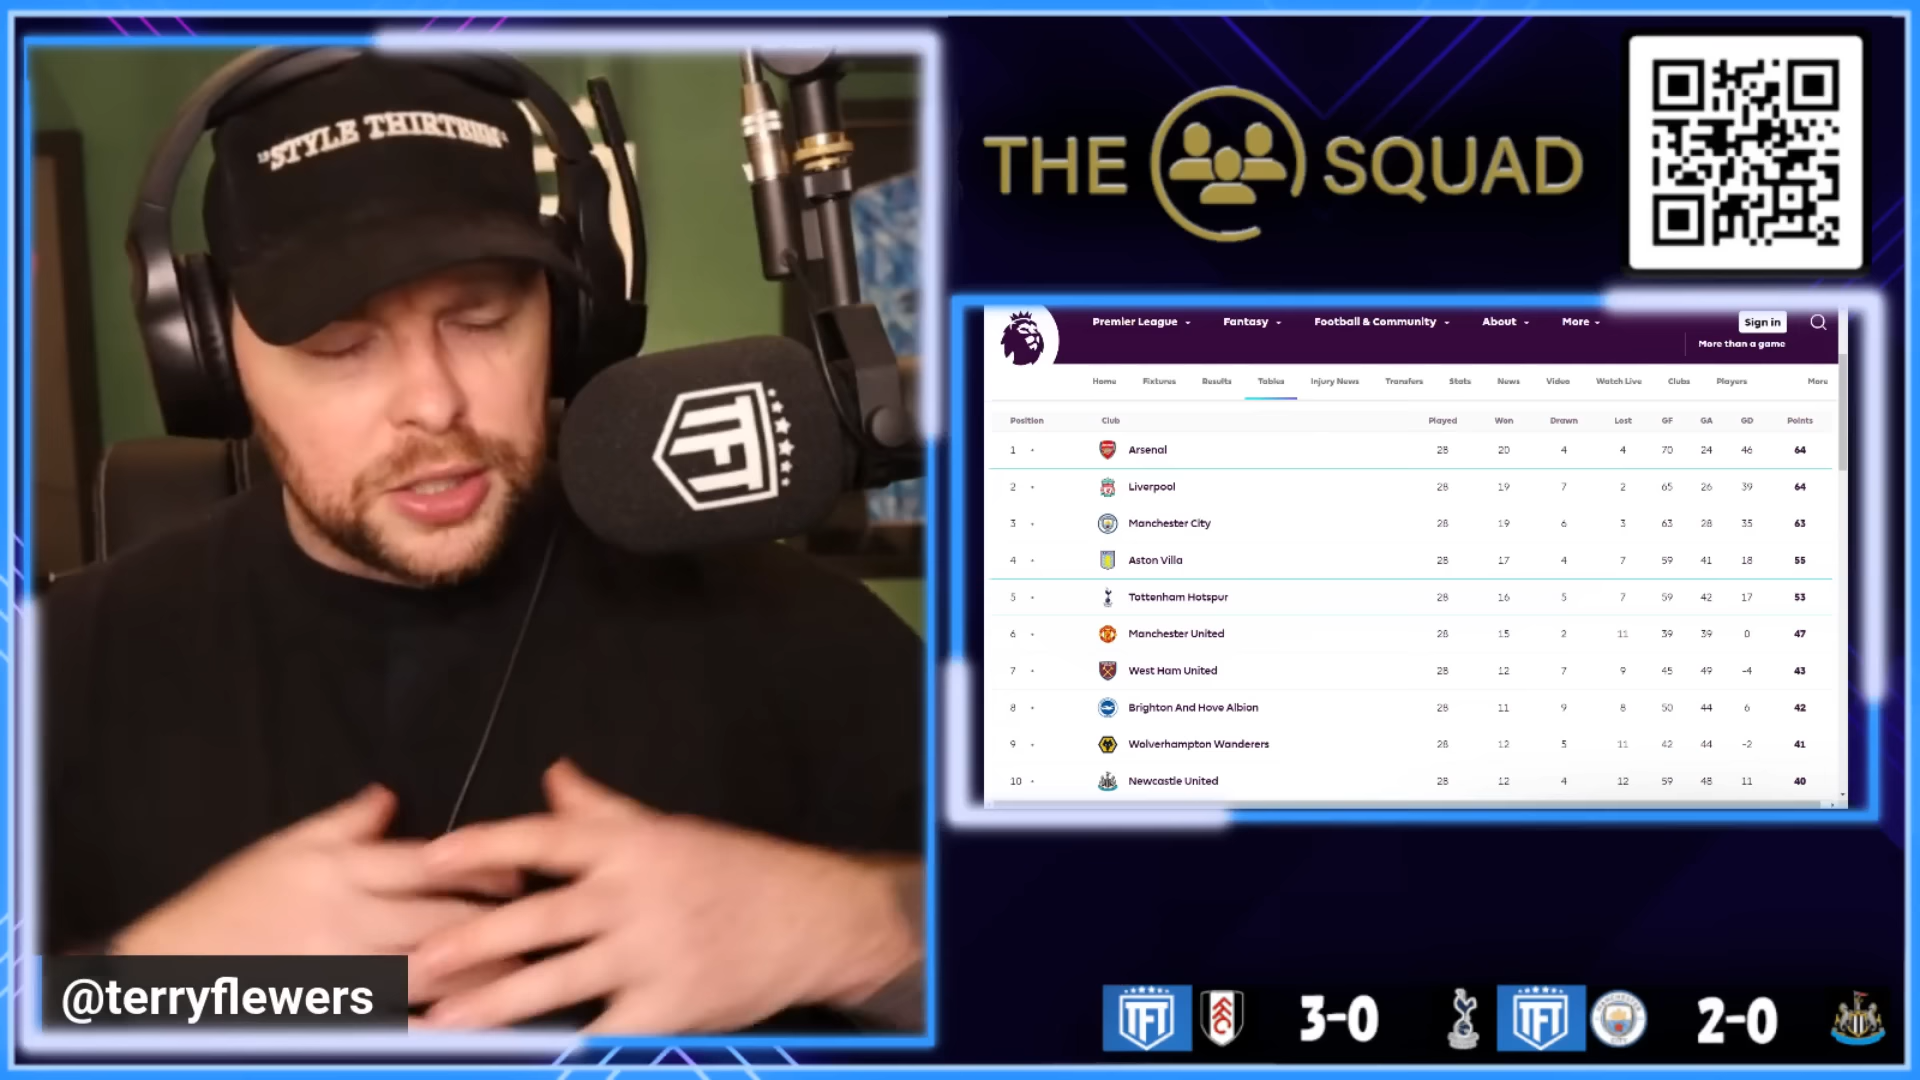 "STYLE THIRTEEN"
TFT
@terryflewers
THE SQUAD
Premier League Fantasy Football & Community About More Sign in
More than a game
Home Fixtures Results Tables Injury News Transfers Stats News Video Watch Live Clubs Players More
Position Club Played Won Drawn Lost GF GA GD Points
1 Arsenal 28 20 4 4 70 24 46 64
2 Liverpool 28 19 7 2 65 26 39 64
3 Manchester City 28 19 6 3 63 28 35 63
4 Aston Villa 28 17 4 7 59 41 18 55
5 Tottenham Hotspur 28 16 5 7 59 42 17 53
6 Manchester United 28 15 2 11 39 39 0 47
7 West Ham United 28 12 7 9 45 49 -4 43
8 Brighton And Hove Albion 28 11 9 8 50 44 6 42
9 Wolverhampton Wanderers 28 12 5 11 42 44 -2 41
10 Newcastle United 28 12 4 12 59 48 11 40
TFT FFC 3-0 TFT 2-0